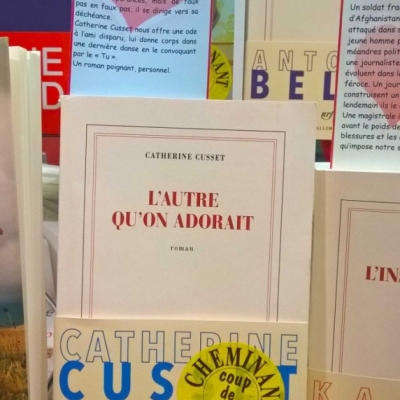 pas en faux pas, il se dirige vers sa
déchéance.
Catherine Cusset nous offre une ode
à l'ami disparu, lui donne corps dans
une dernière danse en le convoquant
par le « Tu ».
Un roman poignant, personnel.
ANTO
BEL
Un soldat fra
d'Afghanistan
attaqué dans s
jeune homme p
méandres polit
une journaliste
évoluent dans l
féroce. Un jour
construisent un
lendemain ils le
Une magistrale
avant le poids de
blessures et les
qu'impose notre s
CATHERINE CUSSET
L'AUTRE
QU'ON ADORAIT
roman
CATHERINE
CUS T
CHEMINANT
coup de
L'IN
KA